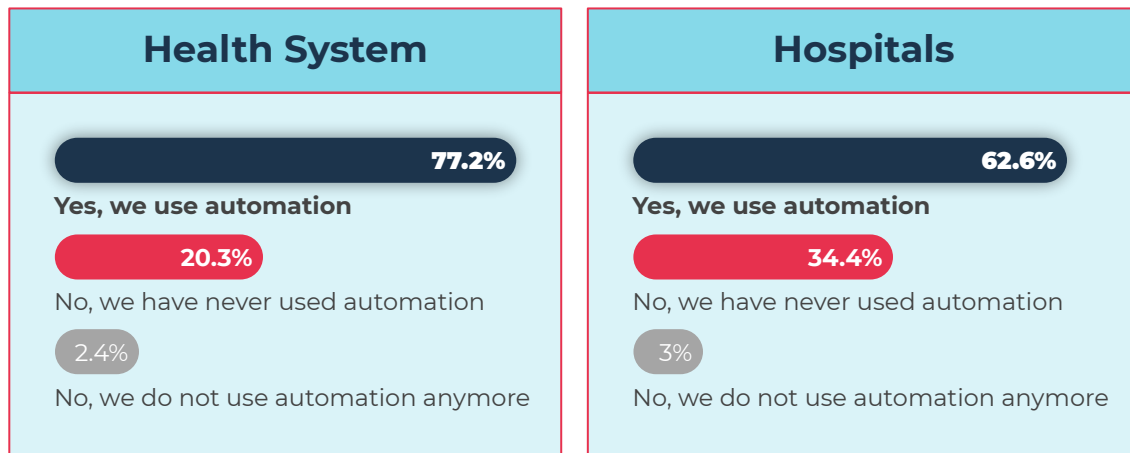 Health System
77.2%
Yes, we use automation
20.3%
No, we have never used automation
2.4%
No, we do not use automation anymore
Hospitals
62.6%
Yes, we use automation
34.4%
No, we have never used automation
3%
No, we do not use automation anymore